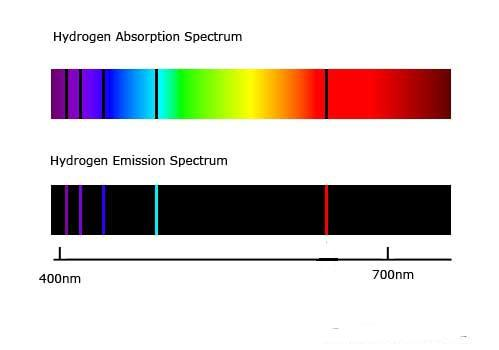 Hydrogen Absorption Spectrum
Hydrogen Emission Spectrum
400nm
700nm